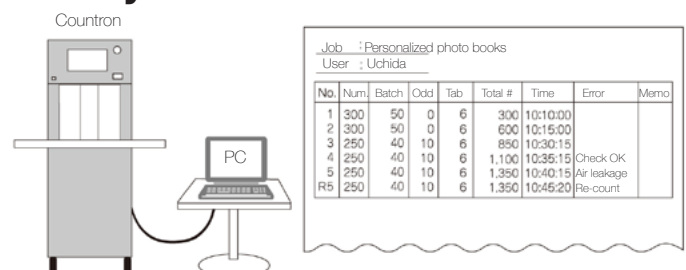 Countron
PC
Job : Personalized photo books
User : Uchida
No. Num. Batch Odd Tab Total # Time Error Memo
1 300 50 0 6 300 10:10:00
2 300 50 0 6 600 10:15:00
3 250 40 10 6 850 10:30:15
4 250 40 10 6 1,100 10:35:15 Check OK
5 250 40 10 6 1,350 10:40:15 Air leakage
R5 250 40 10 6 1,350 10:45:20 Re-count